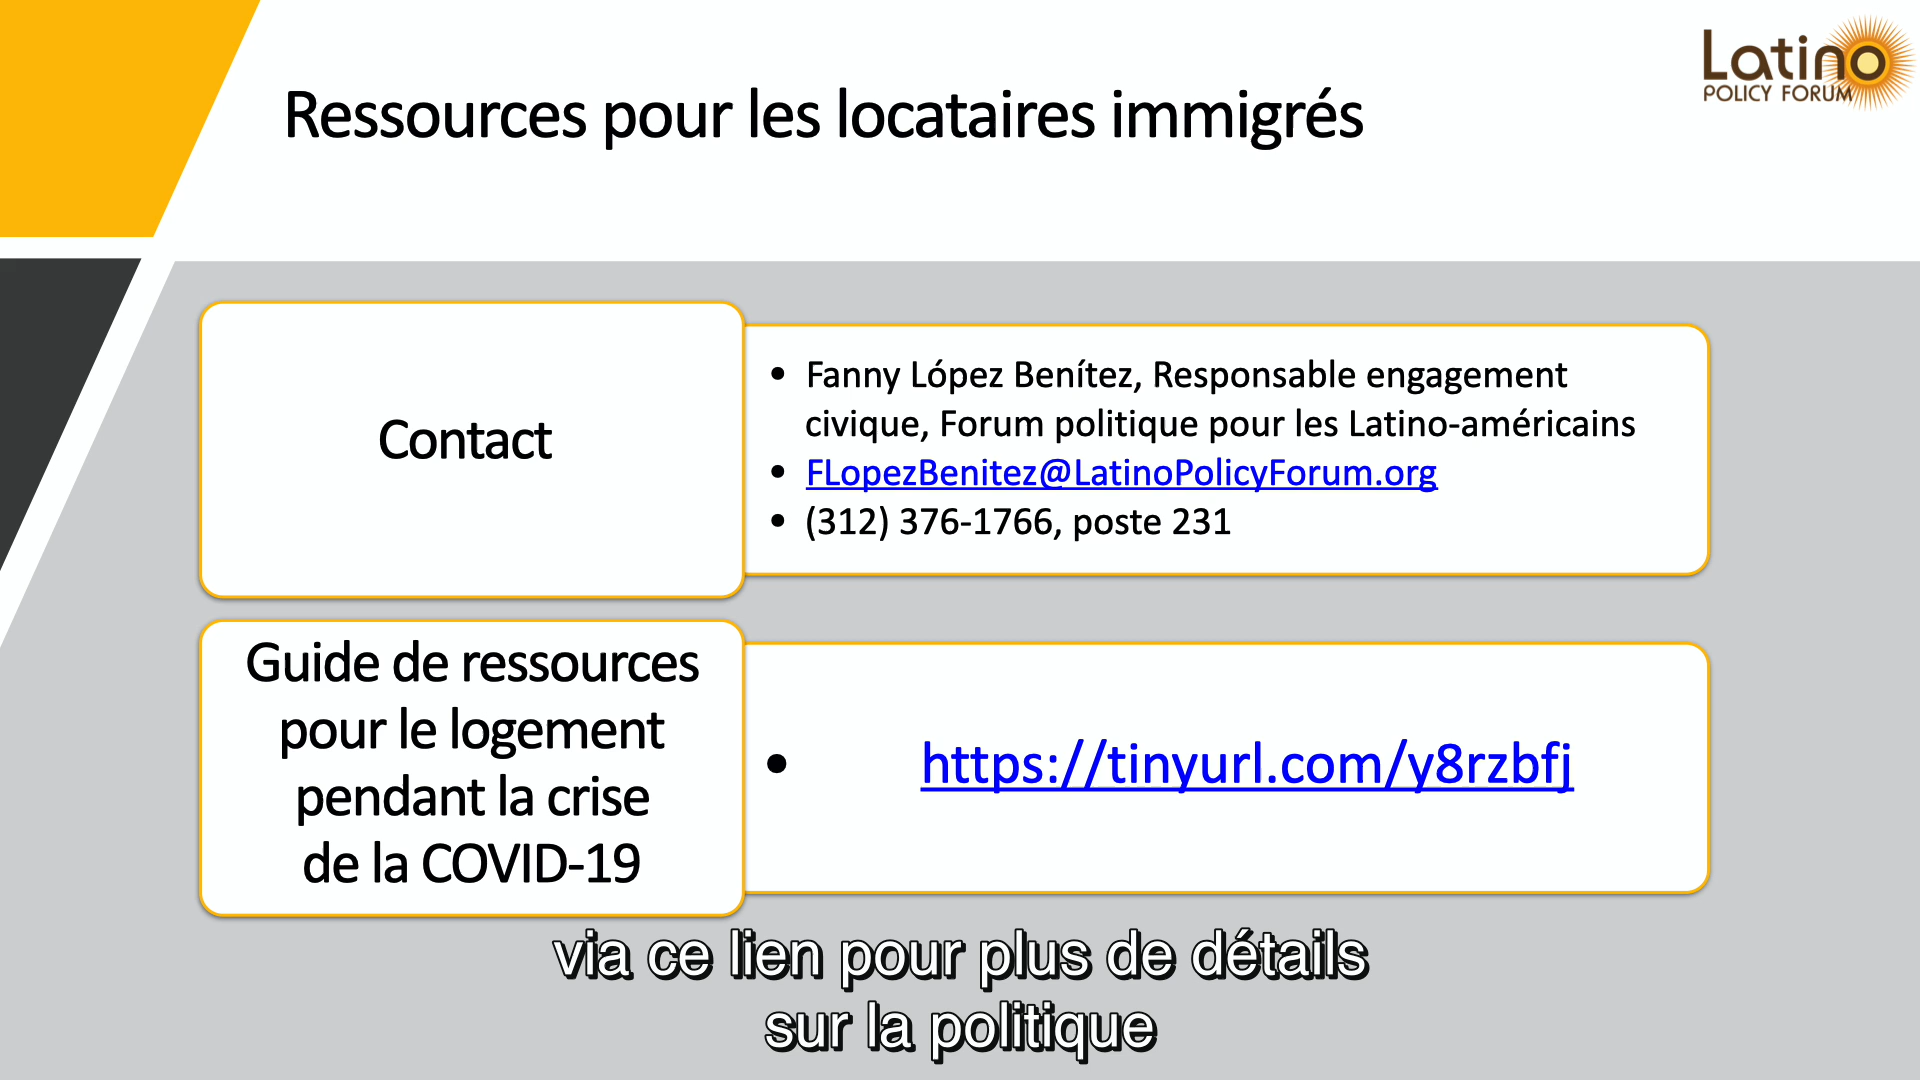 Latino
POLICY FORUM
Ressources pour les locataires immigrés
Contact
• Fanny López Benítez, Responsable engagement
civique, Forum politique pour les Latino-américains
• FLopezBenitez@LatinoPolicyForum.org
• (312) 376-1766, poste 231
Guide de ressources
pour le logement
pendant la crise
de la COVID-19
• https://tinyurl.com/y8rzbfj
via ce lien pour plus de détails
sur la politique